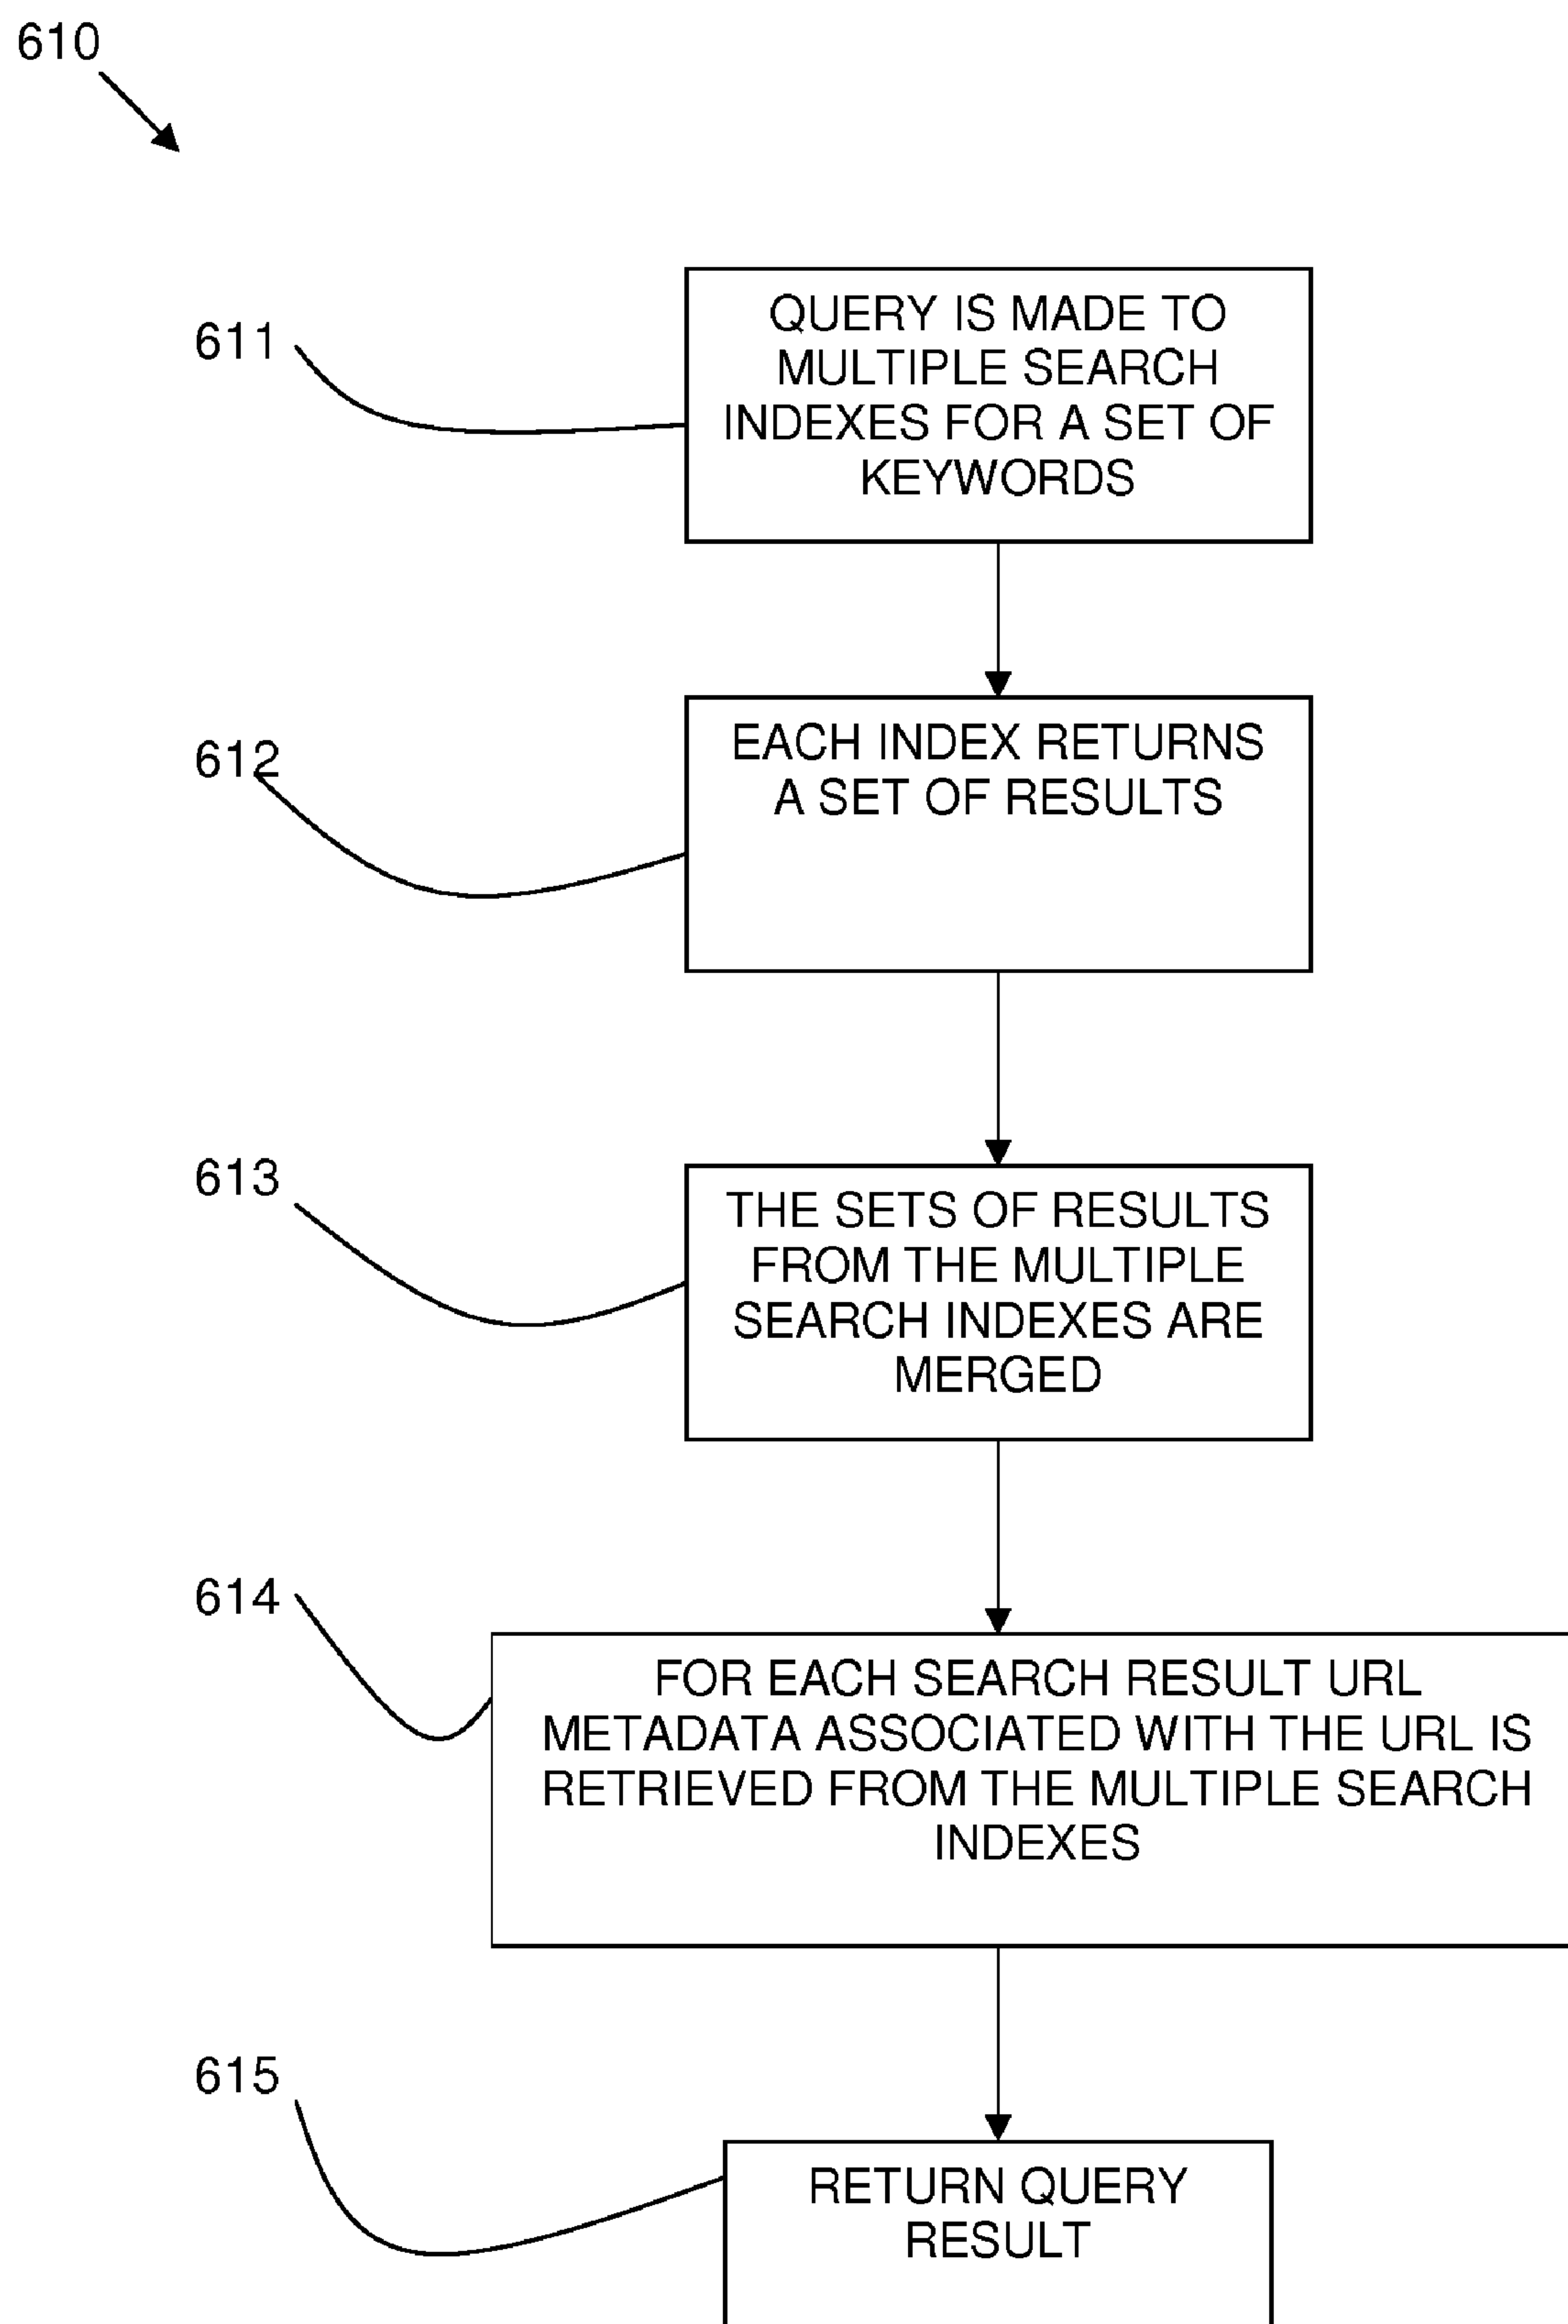 610
611
QUERY IS MADE TO
MULTIPLE SEARCH
INDEXES FOR A SET OF
KEYWORDS
612
EACH INDEX RETURNS
A SET OF RESULTS
613
THE SETS OF RESULTS
FROM THE MULTIPLE
SEARCH INDEXES ARE
MERGED
614
FOR EACH SEARCH RESULT URL
METADATA ASSOCIATED WITH THE URL IS
RETRIEVED FROM THE MULTIPLE SEARCH
INDEXES
615
RETURN QUERY
RESULT